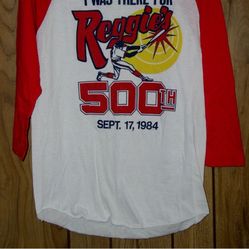 I WAS THERE FOR
Reggie's
500TH
SEPT. 17, 1984